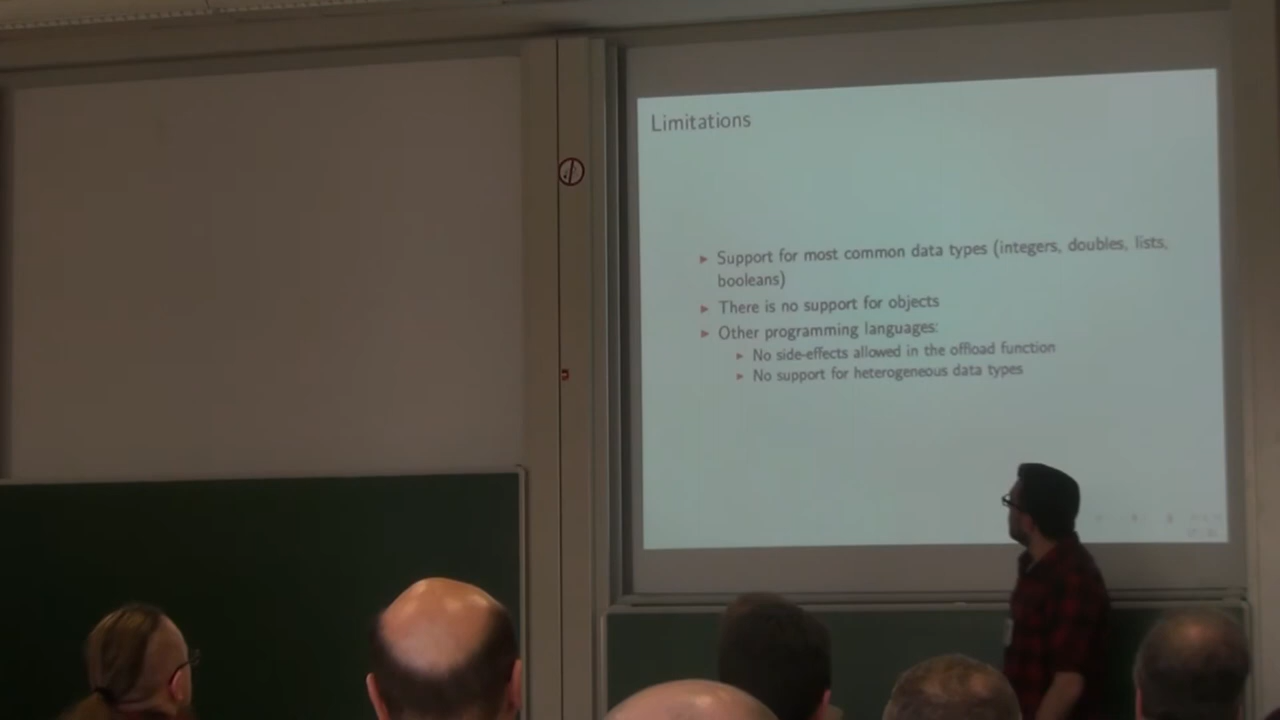 Limitations
Support for most common data types (integers, doubles, lists,
booleans)
There is no support for objects
Other programming languages:
No side-effects allowed in the offload function
No support for heterogeneous data types